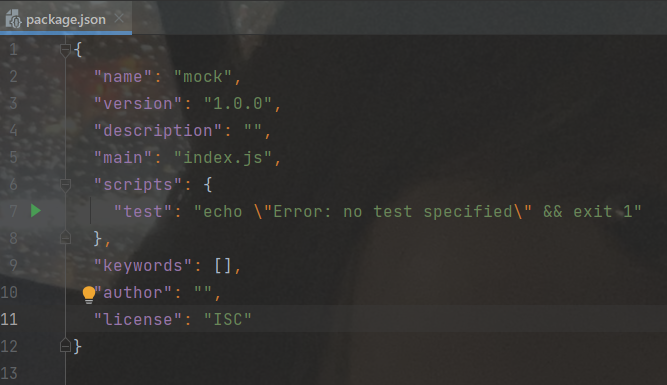 package.json
1 {
2 "name": "mock",
3 "version": "1.0.0",
4 "description": "",
5 "main": "index.js",
6 "scripts": {
7 "test": "echo \"Error: no test specified\" && exit 1"
8 },
9 "keywords": [],
10 "author": "",
11 "license": "ISC"
12 }
13